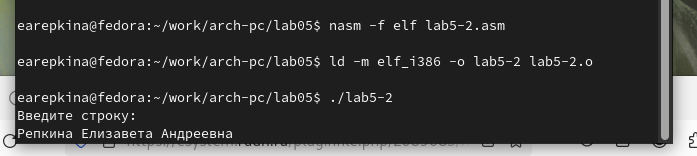 earepkina@fedora:~/work/arch-pc/lab05$ nasm -f elf lab5-2.asm
earepkina@fedora:~/work/arch-pc/lab05$ ld -m elf_i386 -o lab5-2 lab5-2.o
earepkina@fedora:~/work/arch-pc/lab05$ ./lab5-2
Введите строку:
Репкина Елизавета Андреевна